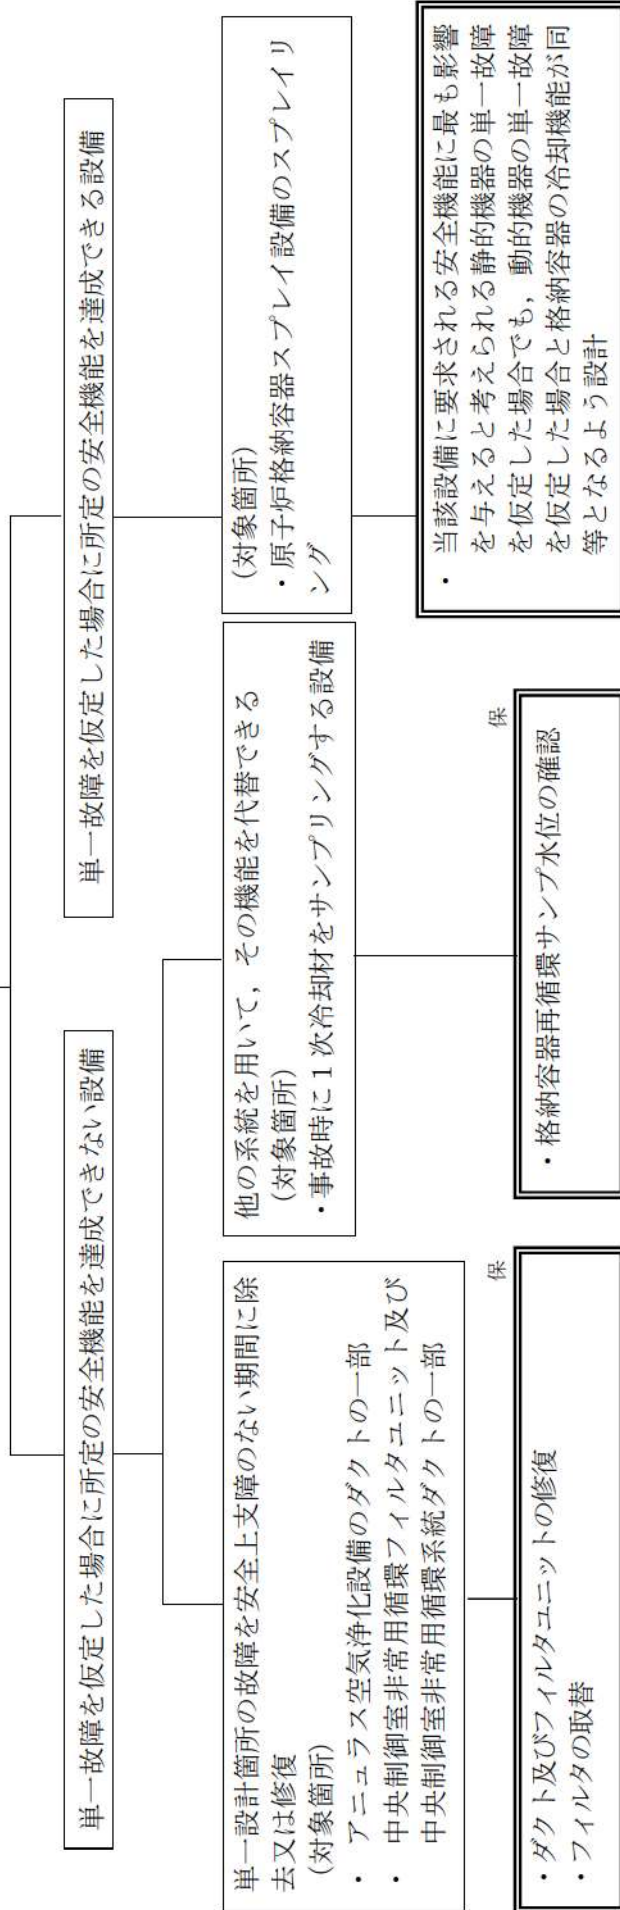 単一故障を仮定した場合に所定の安全機能を達成できない設備
単一故障を仮定した場合に所定の安全機能を達成できる設備
単一設計箇所の故障を安全上支障のない期間に除
去又は修復
(対象箇所)
・ アニュラス空気浄化設備のダクトの一部
・ 中央制御室非常用循環フィルタユニット及び
中央制御室非常用循環系統ダクトの一部
他の系統を用いて，その機能を代替できる
(対象箇所)
・事故時に１次冷却材をサンプリングする設備
(対象箇所)
・原子炉格納容器スプレイ設備のスプレイリ
ング
保
・ダクト及びフィルタユニットの修復
・フィルタの取替
保
・格納容器再循環サンプ水位の確認
・ 当該設備に要求される安全機能に最も影響
を与えると考えられる静的機器の単一故障
を仮定した場合でも，動的機器の単一故障
を仮定した場合と格納容器の冷却機能が同
等となるよう設計